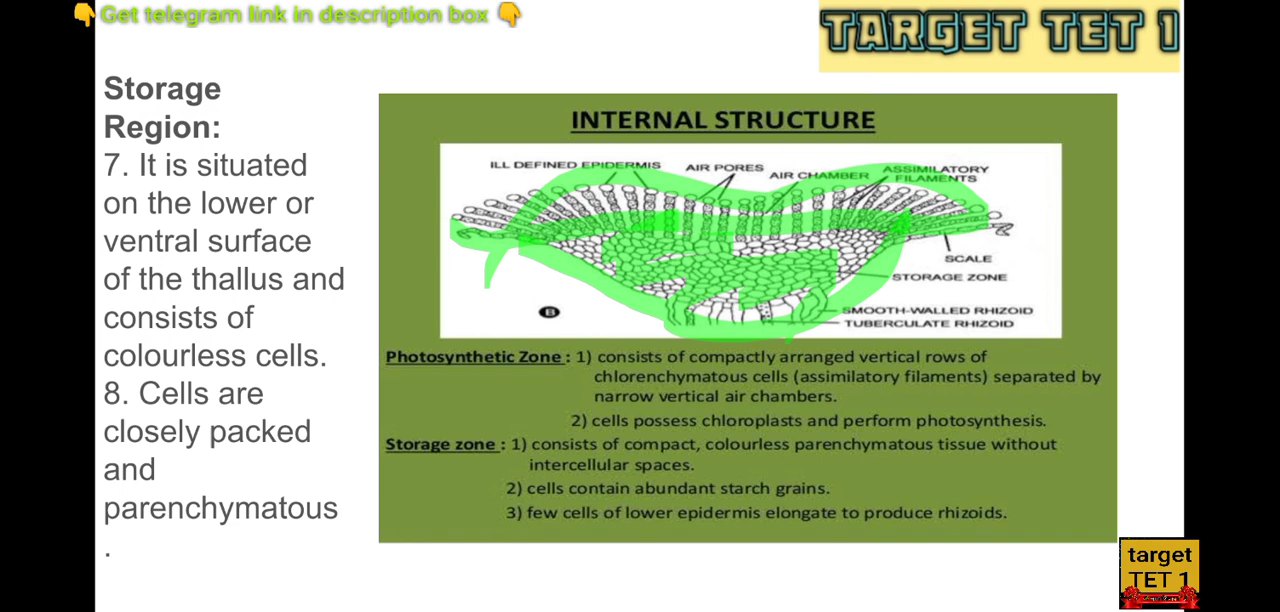 👇Get telegram link in description box 👇
TARGET TET 1
Storage
Region:
7. It is situated
on the lower or
ventral surface
of the thallus and
consists of
colourless cells.
8. Cells are
closely packed
and
parenchymatous
.
INTERNAL STRUCTURE
ILL DEFINED EPIDERMIS
AIR PORES
AIR CHAMBER
ASSIMILATORY
FILAMENTS
SCALE
STORAGE ZONE
SMOOTH-WALLED RHIZOID
TUBERCULATE RHIZOID
B
Photosynthetic Zone : 1) consists of compactly arranged vertical rows of
chlorenchymatous cells (assimilatory filaments) separated by
narrow vertical air chambers.
2) cells possess chloroplasts and perform photosynthesis.
Storage zone : 1) consists of compact, colourless parenchymatous tissue without
intercellular spaces.
2) cells contain abundant starch grains.
3) few cells of lower epidermis elongate to produce rhizoids.
target
TET 1